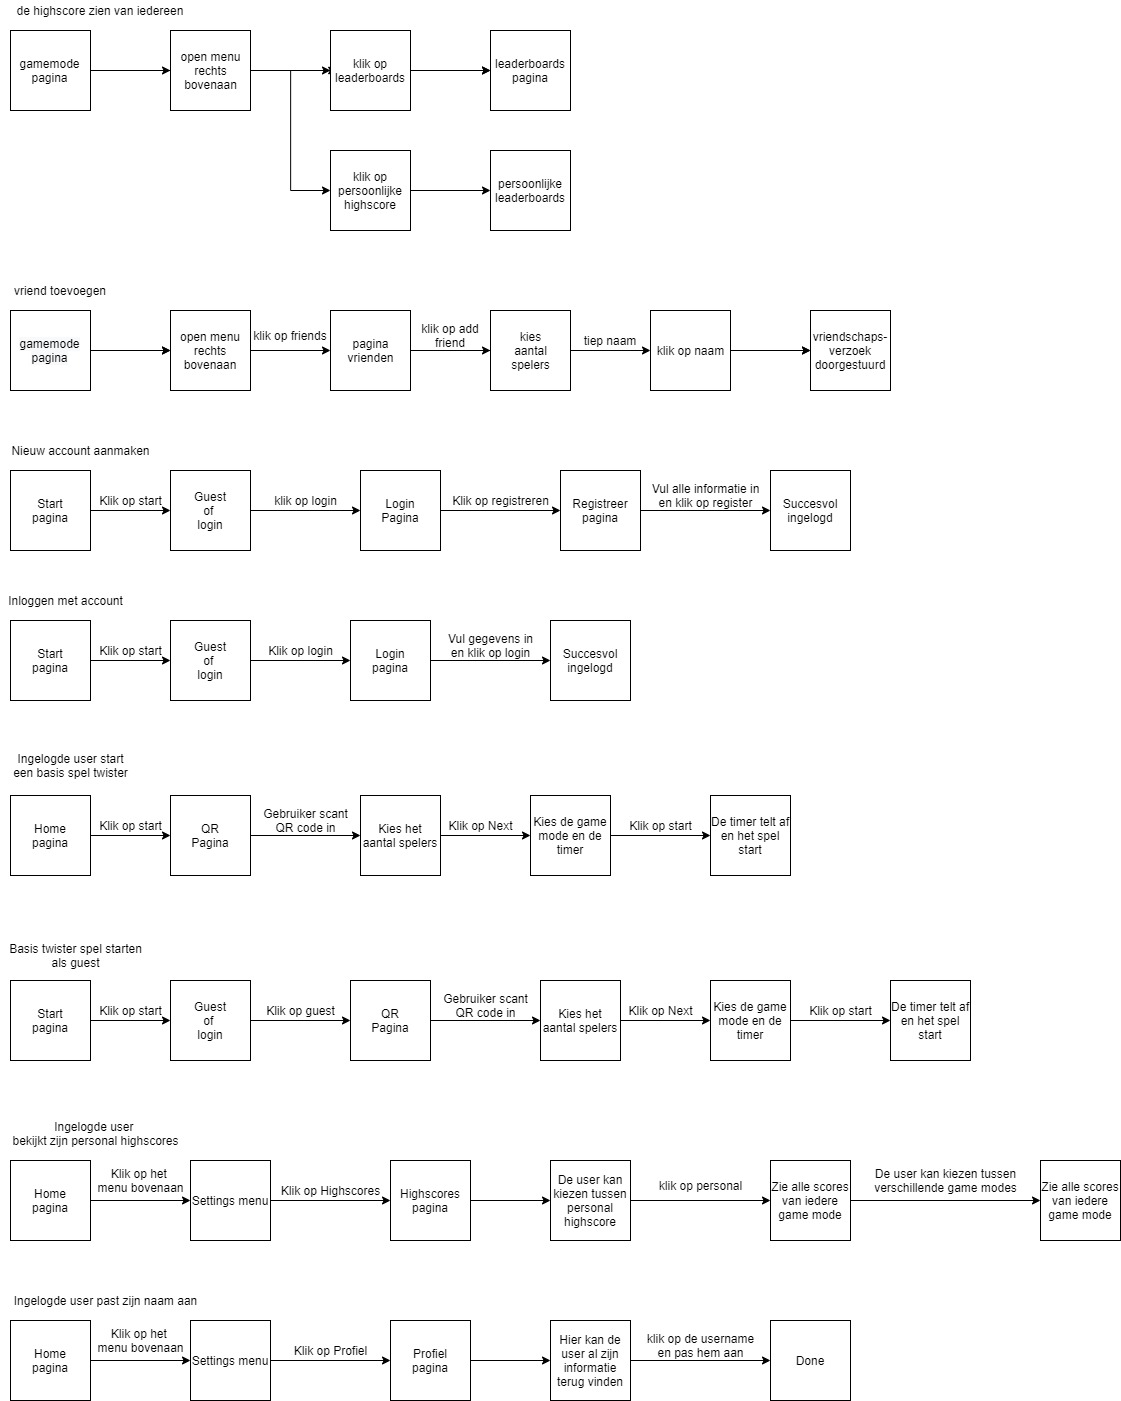 de highscore zien van iedereen
gamemode
pagina
open menu
rechts
bovenaan
klik op
leaderboards
leaderboards
pagina
klik op
persoonlijke
highscore
persoonlijke
leaderboards
vriend toevoegen
gamemode
pagina
open menu
rechts
bovenaan
klik op friends
pagina
vrienden
klik op add
friend
kies
aantal
spelers
tiep naam
klik op naam
vriendschaps-
verzoek
doorgestuurd
Nieuw account aanmaken
Start
pagina
Klik op start
Guest
of
login
klik op login
Login
Pagina
Klik op registreren
Registreer
pagina
Vul alle informatie in
en klik op register
Succesvol
ingelogd
Inloggen met account
Start
pagina
Klik op start
Guest
of
login
Klik op login
Login
pagina
Vul gegevens in
en klik op login
Succesvol
ingelogd
Ingelogde user start
een basis spel twister
Home
pagina
Klik op start
QR
Pagina
Gebruiker scant
QR code in
Kies het
aantal spelers
Klik op Next
Kies de game
mode en de
timer
Klik op start
De timer telt af
en het spel
start
Basis twister spel starten
als guest
Start
pagina
Klik op start
Guest
of
login
Klik op guest
QR
Pagina
Gebruiker scant
QR code in
Kies het
aantal spelers
Klik op Next
Kies de game
mode en de
timer
Klik op start
De timer telt af
en het spel
start
Ingelogde user
bekijkt zijn personal highscores
Home
pagina
Klik op het
menu bovenaan
Settings menu
Klik op Highscores
Highscores
pagina
De user kan
kiezen tussen
personal
highscore
klik op personal
Zie alle scores
van iedere
game mode
De user kan kiezen tussen
verschillende game modes
Zie alle scores
van iedere
game mode
Ingelogde user past zijn naam aan
Home
pagina
Klik op het
menu bovenaan
Settings menu
Klik op Profiel
Profiel
pagina
Hier kan de
user al zijn
informatie
terug vinden
klik op de username
en pas hem aan
Done